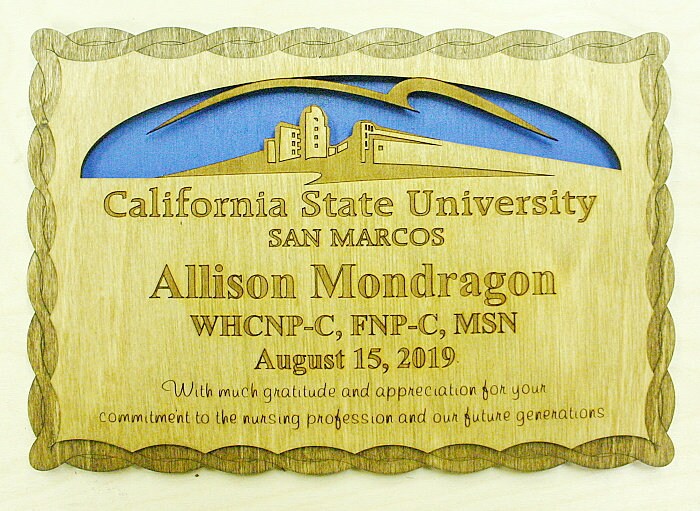 California State University
SAN MARCOS
Allison Mondragon
WHCNP-C, FNP-C, MSN
August 15, 2019
With much gratitude and appreciation for your
commitment to the nursing profession and our future generations